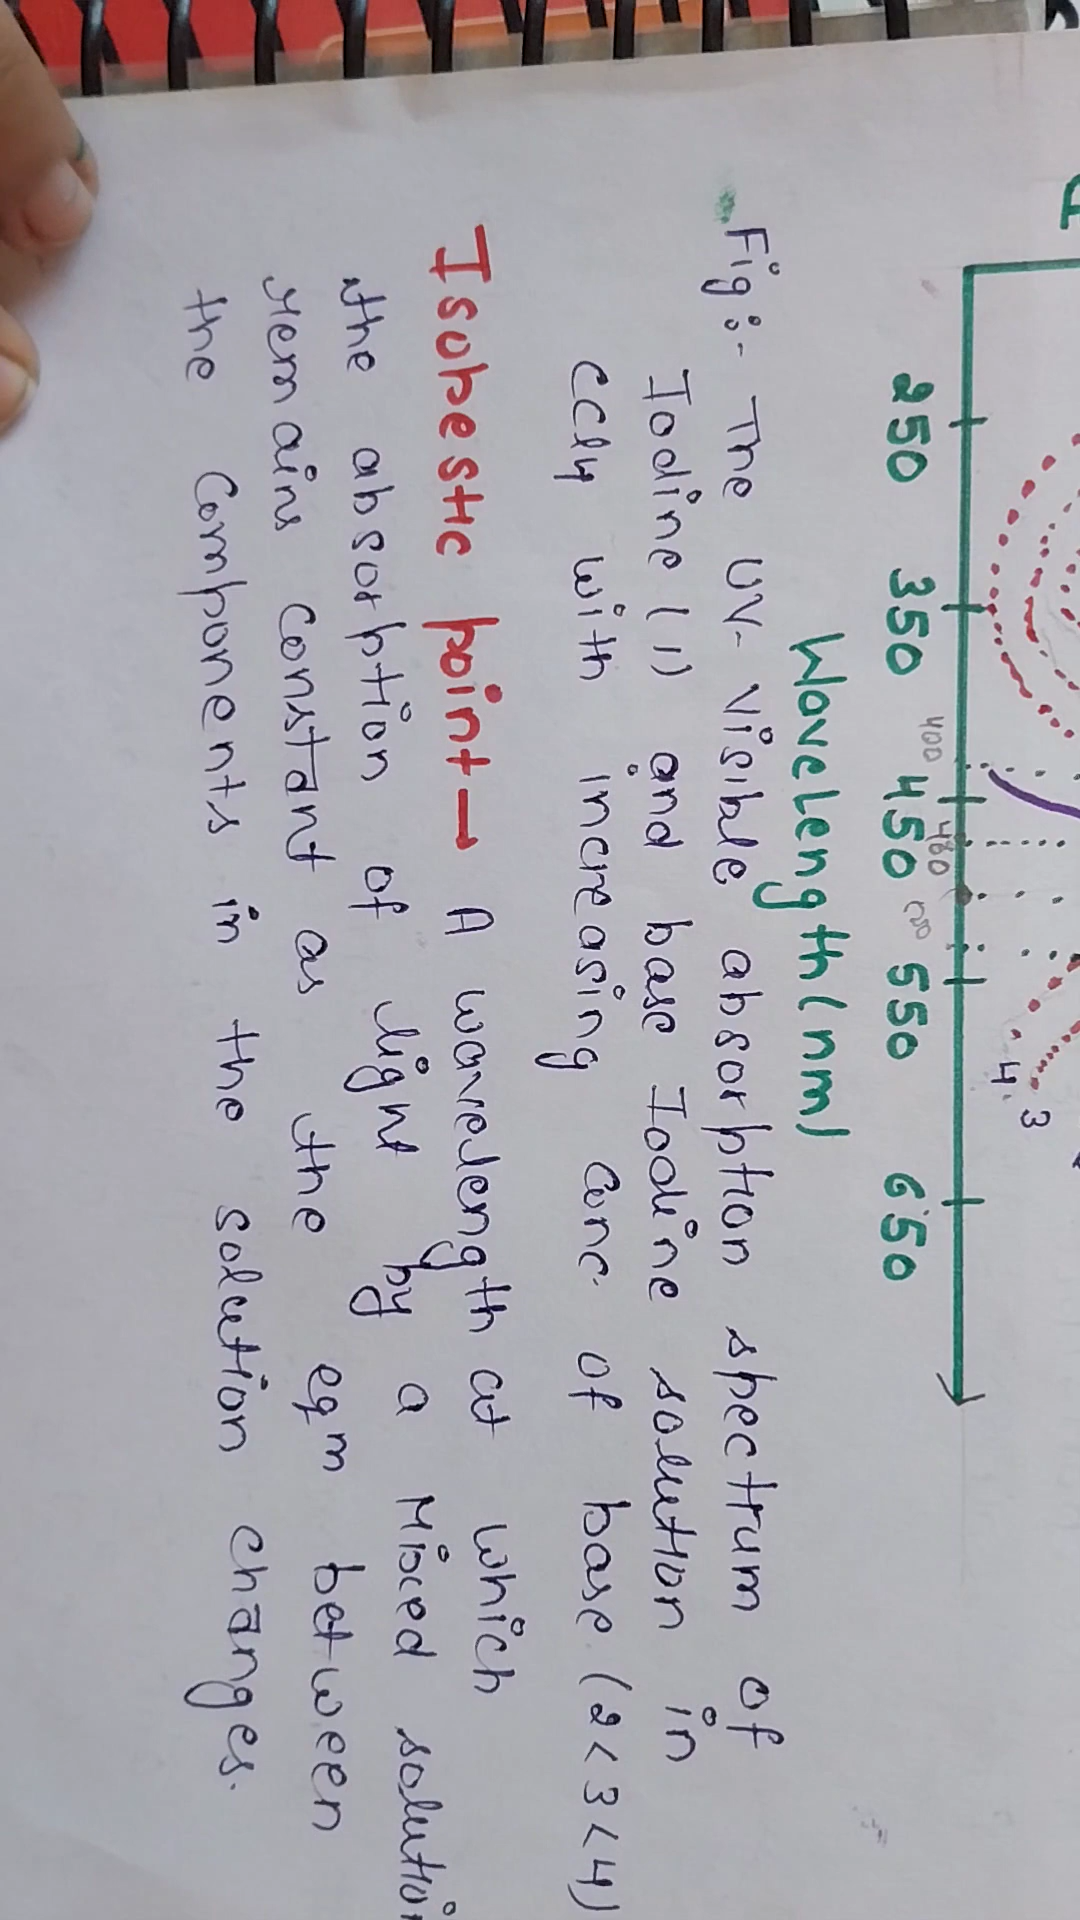 4 3
400 480
250 350 450 550 650
Wavelength (nm)
Fig:- The UV- visible absorption spectrum of
Iodine (1) and base Iodine solution in
CCl4 with increasing conc. of base (2<3<4)
Isobestic point — A wavelength at which
the absorption of light by a Mixed solution
remains constant as the eqm between
the components in the solution changes.